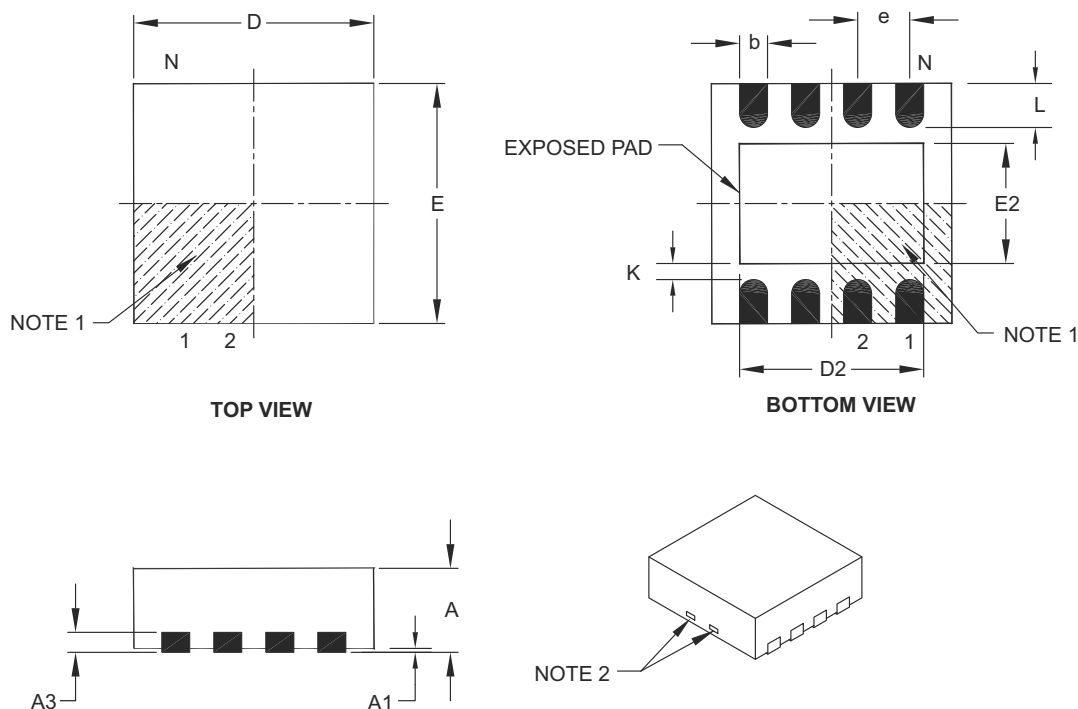 D
N
E
NOTE 1
1 2
TOP VIEW
e
b
N
L
EXPOSED PAD
E2
K
NOTE 1
2 1
D2
BOTTOM VIEW
A
A3
A1
NOTE 2